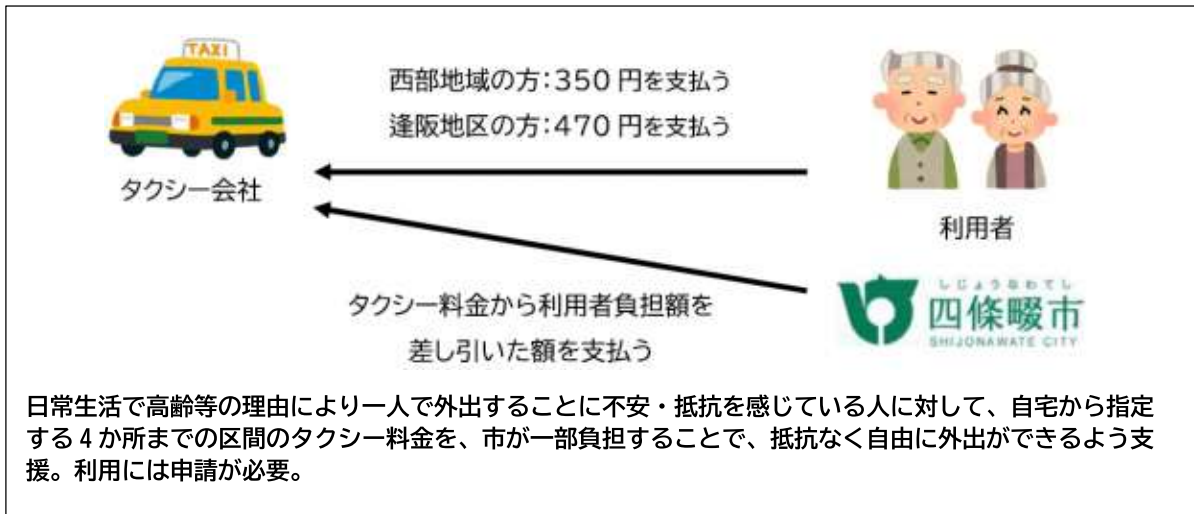 TAXI
西部地域の方：350 円を支払う
逢阪地区の方：470 円を支払う
タクシー会社
利用者
タクシー料金から利用者負担額を
差し引いた額を支払う
しじょうなわてし
四條畷市
SHIJONAWATE CITY
日常生活で高齢等の理由により一人で外出することに不安・抵抗を感じている人に対して、自宅から指定
する 4 か所までの区間のタクシー料金を、市が一部負担することで、抵抗なく自由に外出ができるよう支
援。利用には申請が必要。